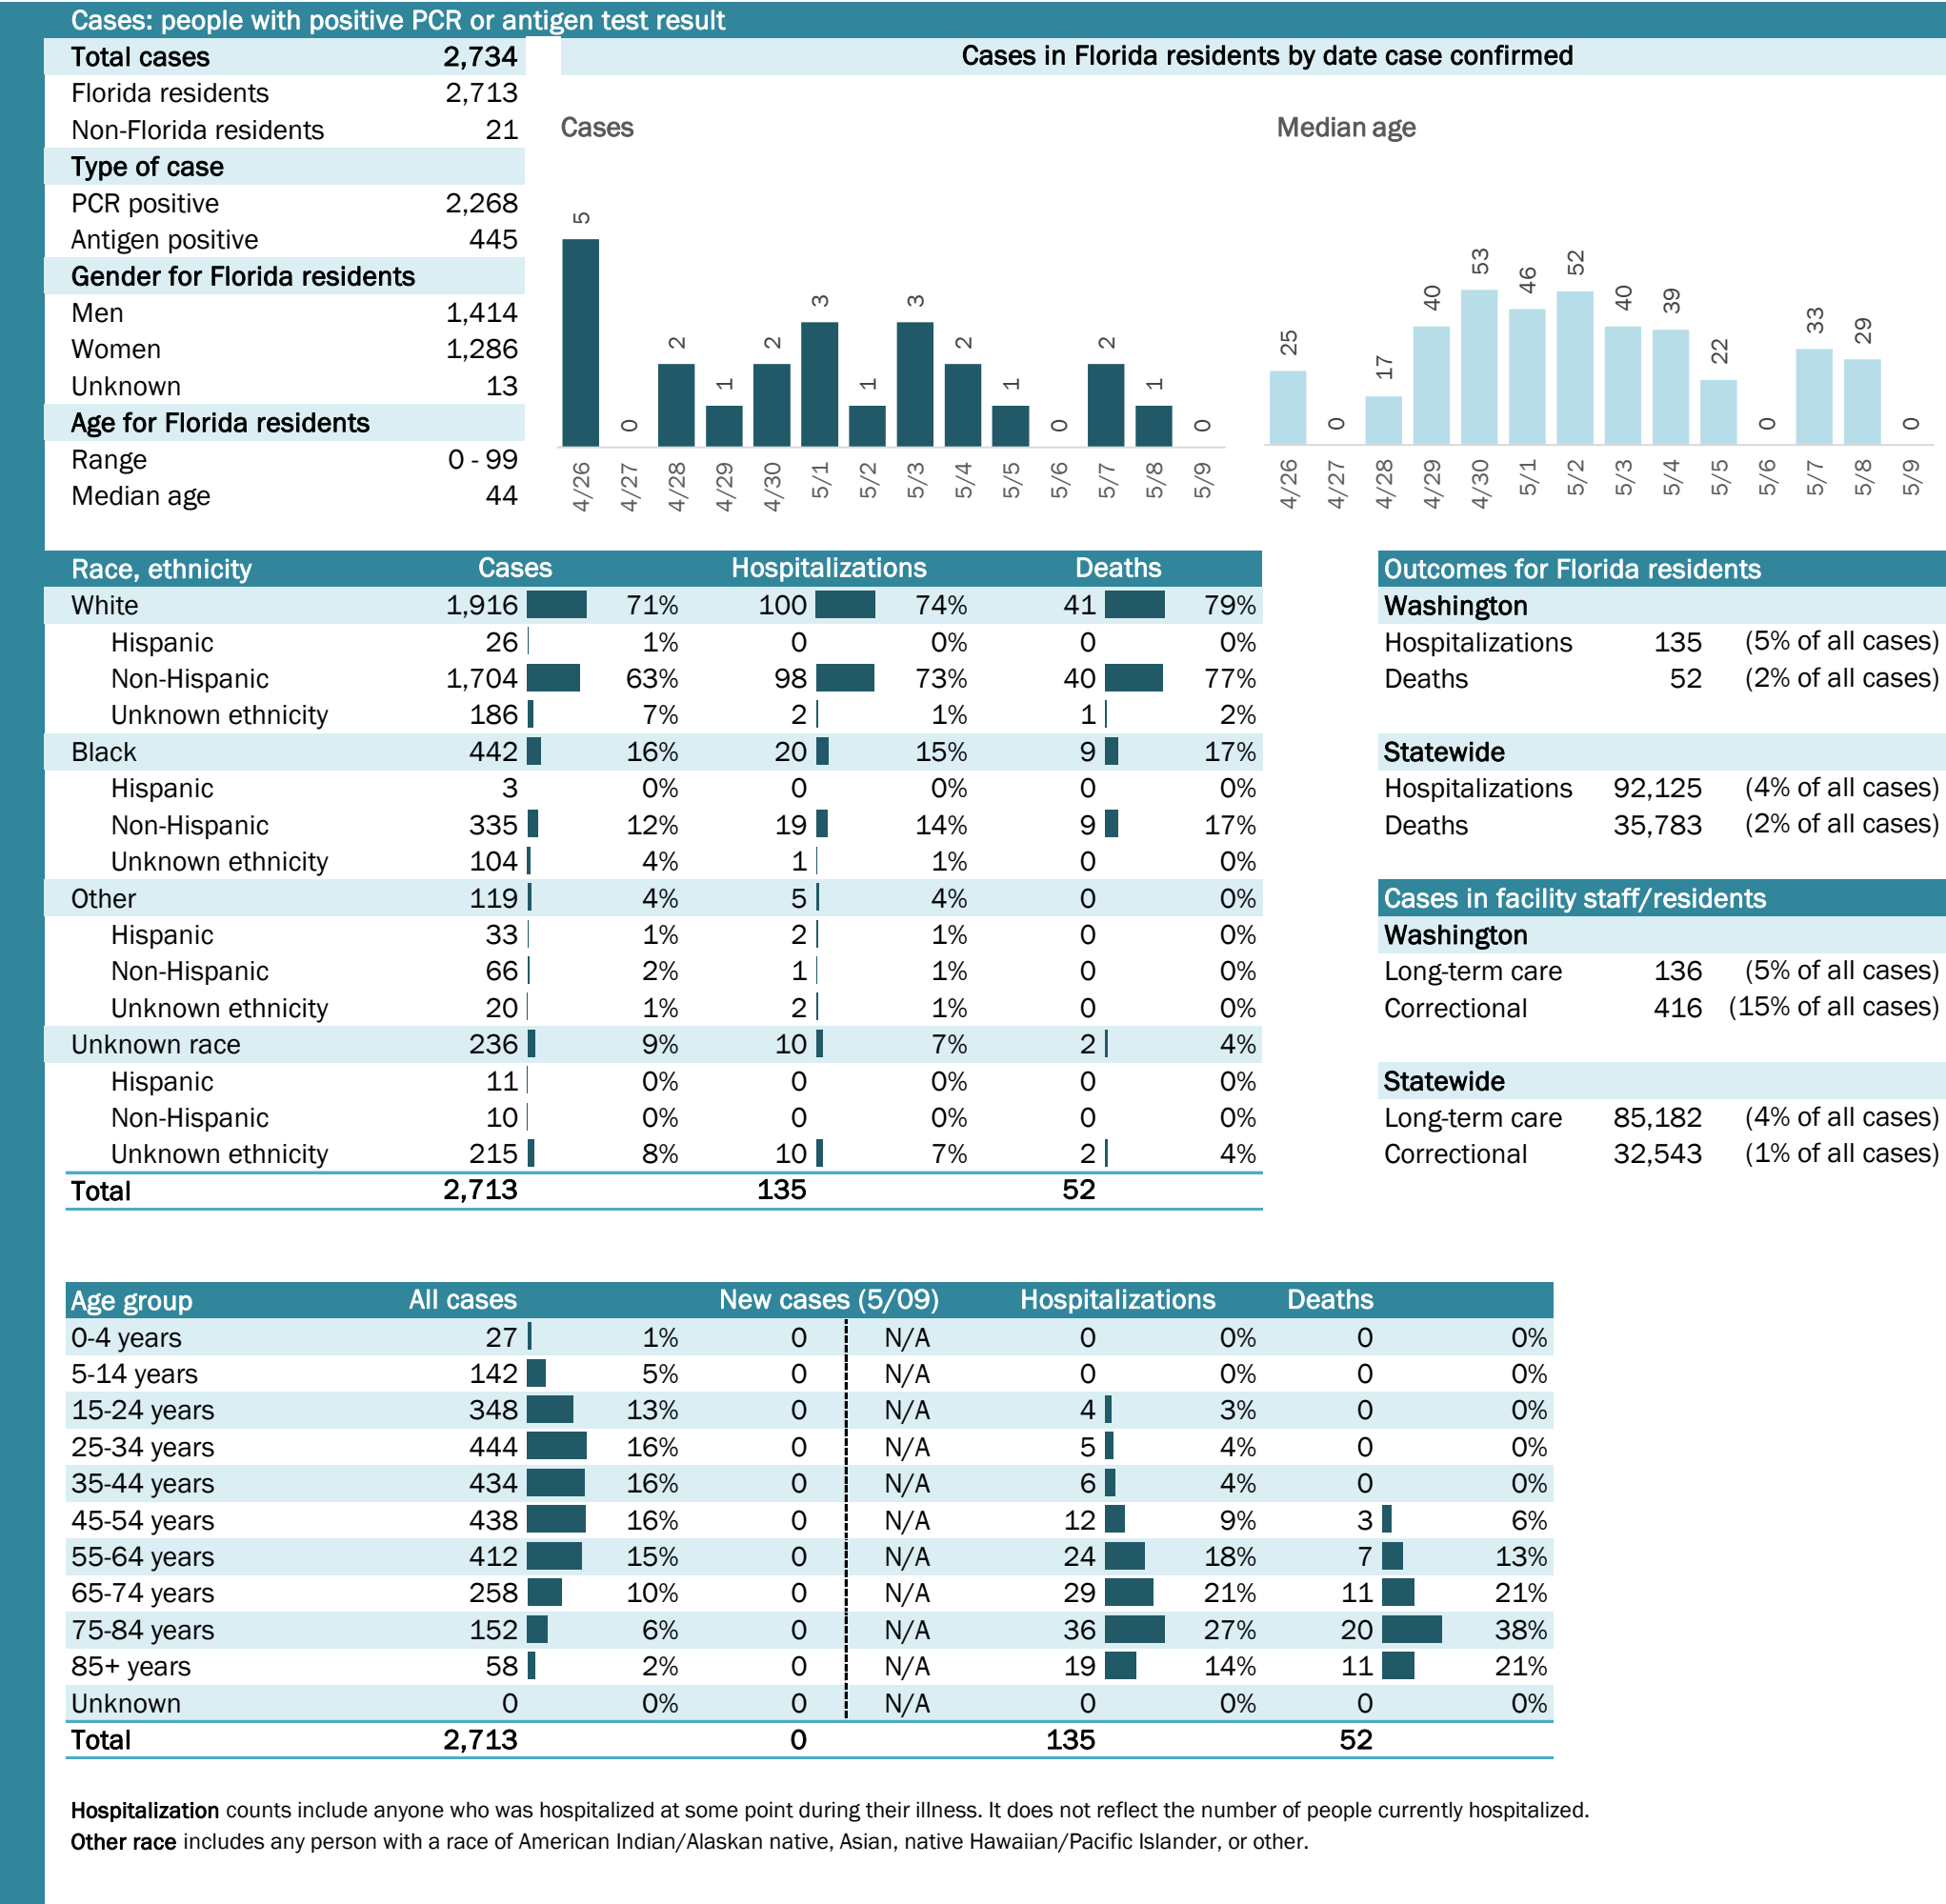 Cases: people with positive PCR or antigen test result
Total cases 2,734
Florida residents 2,713
Non-Florida residents 21
Type of case
PCR positive 2,268
Antigen positive 445
Gender for Florida residents
Men 1,414
Women 1,286
Unknown 13
Age for Florida residents
Range 0 - 99
Median age 44
Cases in Florida residents by date case confirmed
Cases
5 0 2 1 2 3 1 3 2 1 0 2 1 0
4/26 4/27 4/28 4/29 4/30 5/1 5/2 5/3 5/4 5/5 5/6 5/7 5/8 5/9
Median age
25 0 17 40 53 46 52 40 39 22 0 33 29 0
4/26 4/27 4/28 4/29 4/30 5/1 5/2 5/3 5/4 5/5 5/6 5/7 5/8 5/9
Race, ethnicity Cases Hospitalizations Deaths
White 1,916 71% 100 74% 41 79%
Hispanic 26 1% 0 0% 0 0%
Non-Hispanic 1,704 63% 98 73% 40 77%
Unknown ethnicity 186 7% 2 1% 1 2%
Black 442 16% 20 15% 9 17%
Hispanic 3 0% 0 0% 0 0%
Non-Hispanic 335 12% 19 14% 9 17%
Unknown ethnicity 104 4% 1 1% 0 0%
Other 119 4% 5 4% 0 0%
Hispanic 33 1% 2 1% 0 0%
Non-Hispanic 66 2% 1 1% 0 0%
Unknown ethnicity 20 1% 2 1% 0 0%
Unknown race 236 9% 10 7% 2 4%
Hispanic 11 0% 0 0% 0 0%
Non-Hispanic 10 0% 0 0% 0 0%
Unknown ethnicity 215 8% 10 7% 2 4%
Total 2,713 135 52
Outcomes for Florida residents
Washington
Hospitalizations 135 (5% of all cases)
Deaths 52 (2% of all cases)
Statewide
Hospitalizations 92,125 (4% of all cases)
Deaths 35,783 (2% of all cases)
Cases in facility staff/residents
Washington
Long-term care 136 (5% of all cases)
Correctional 416 (15% of all cases)
Statewide
Long-term care 85,182 (4% of all cases)
Correctional 32,543 (1% of all cases)
Age group All cases New cases (5/09) Hospitalizations Deaths
0-4 years 27 1% 0 N/A 0 0% 0 0%
5-14 years 142 5% 0 N/A 0 0% 0 0%
15-24 years 348 13% 0 N/A 4 3% 0 0%
25-34 years 444 16% 0 N/A 5 4% 0 0%
35-44 years 434 16% 0 N/A 6 4% 0 0%
45-54 years 438 16% 0 N/A 12 9% 3 6%
55-64 years 412 15% 0 N/A 24 18% 7 13%
65-74 years 258 10% 0 N/A 29 21% 11 21%
75-84 years 152 6% 0 N/A 36 27% 20 38%
85+ years 58 2% 0 N/A 19 14% 11 21%
Unknown 0 0% 0 N/A 0 0% 0 0%
Total 2,713 0 135 52
Hospitalization counts include anyone who was hospitalized at some point during their illness. It does not reflect the number of people currently hospitalized.
Other race includes any person with a race of American Indian/Alaskan native, Asian, native Hawaiian/Pacific Islander, or other.